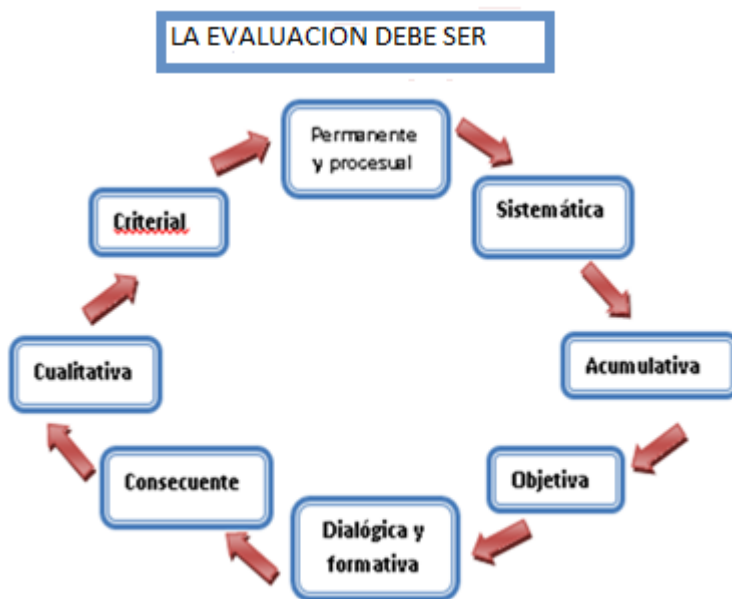 LA EVALUACION DEBE SER
Permanente
y procesual
Sistemática
Acumulativa
Objetiva
Dialógica y
formativa
Consecuente
Cualitativa
Criterial